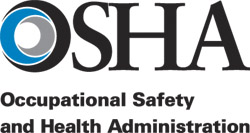 OSHA
Occupational Safety
and Health Administration